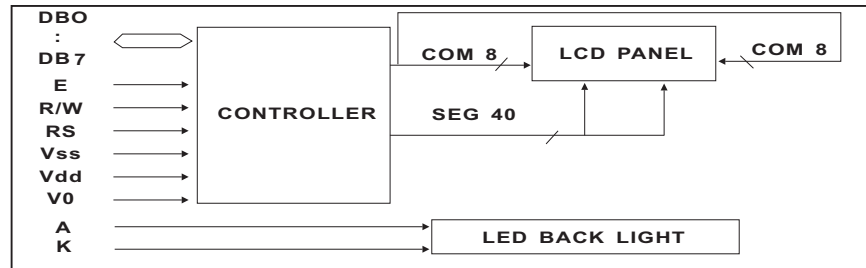 DBO
:
DB7
E
R/W
RS
Vss
Vdd
V0
A
K
CONTROLLER
COM 8
SEG 40
LCD PANEL
COM 8
LED BACK LIGHT